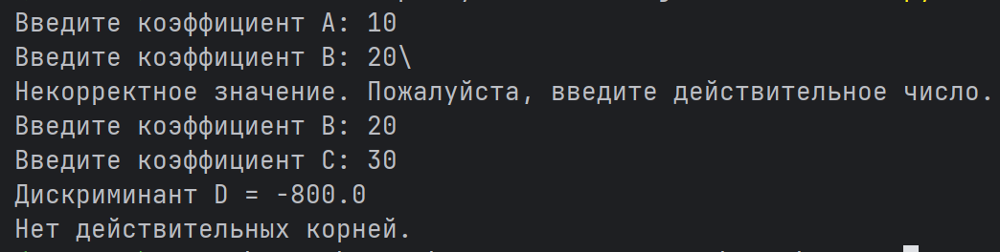 Введите коэффициент A: 10
Введите коэффициент B: 20\
Некорректное значение. Пожалуйста, введите действительное число.
Введите коэффициент B: 20
Введите коэффициент C: 30
Дискриминант D = -800.0
Нет действительных корней.